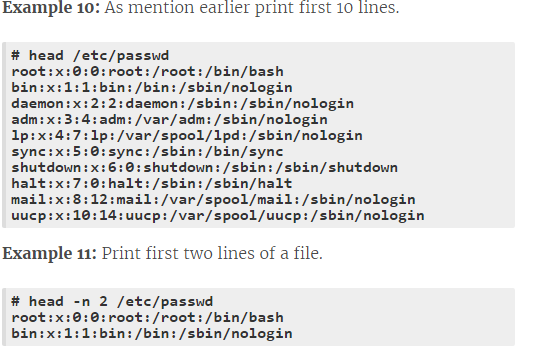 Example 10: As mention earlier print first 10 lines.
# head /etc/passwd
root:x:0:0:root:/root:/bin/bash
bin:x:1:1:bin:/bin:/sbin/nologin
daemon:x:2:2:daemon:/sbin:/sbin/nologin
adm:x:3:4:adm:/var/adm:/sbin/nologin
lp:x:4:7:lp:/var/spool/lpd:/sbin/nologin
sync:x:5:0:sync:/sbin:/bin/sync
shutdown:x:6:0:shutdown:/sbin:/sbin/shutdown
halt:x:7:0:halt:/sbin:/sbin/halt
mail:x:8:12:mail:/var/spool/mail:/sbin/nologin
uucp:x:10:14:uucp:/var/spool/uucp:/sbin/nologin
Example 11: Print first two lines of a file.
# head -n 2 /etc/passwd
root:x:0:0:root:/root:/bin/bash
bin:x:1:1:bin:/bin:/sbin/nologin